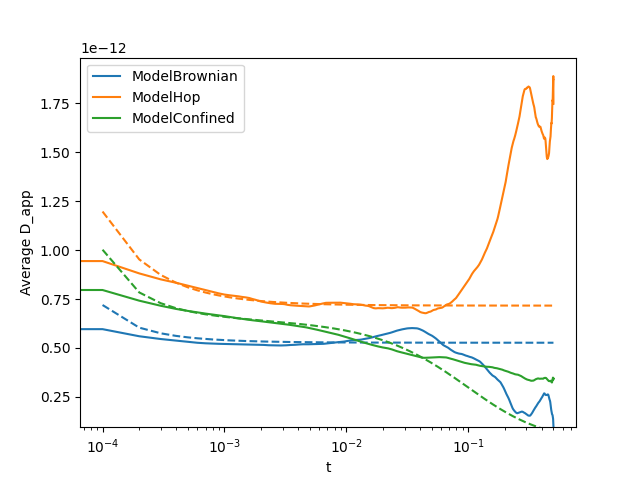 1e−12
ModelBrownian
ModelHop
ModelConfined
1.75
1.50
1.25
1.00
0.75
0.50
0.25
Average D_app
10⁻⁴
10⁻³
10⁻²
10⁻¹
t